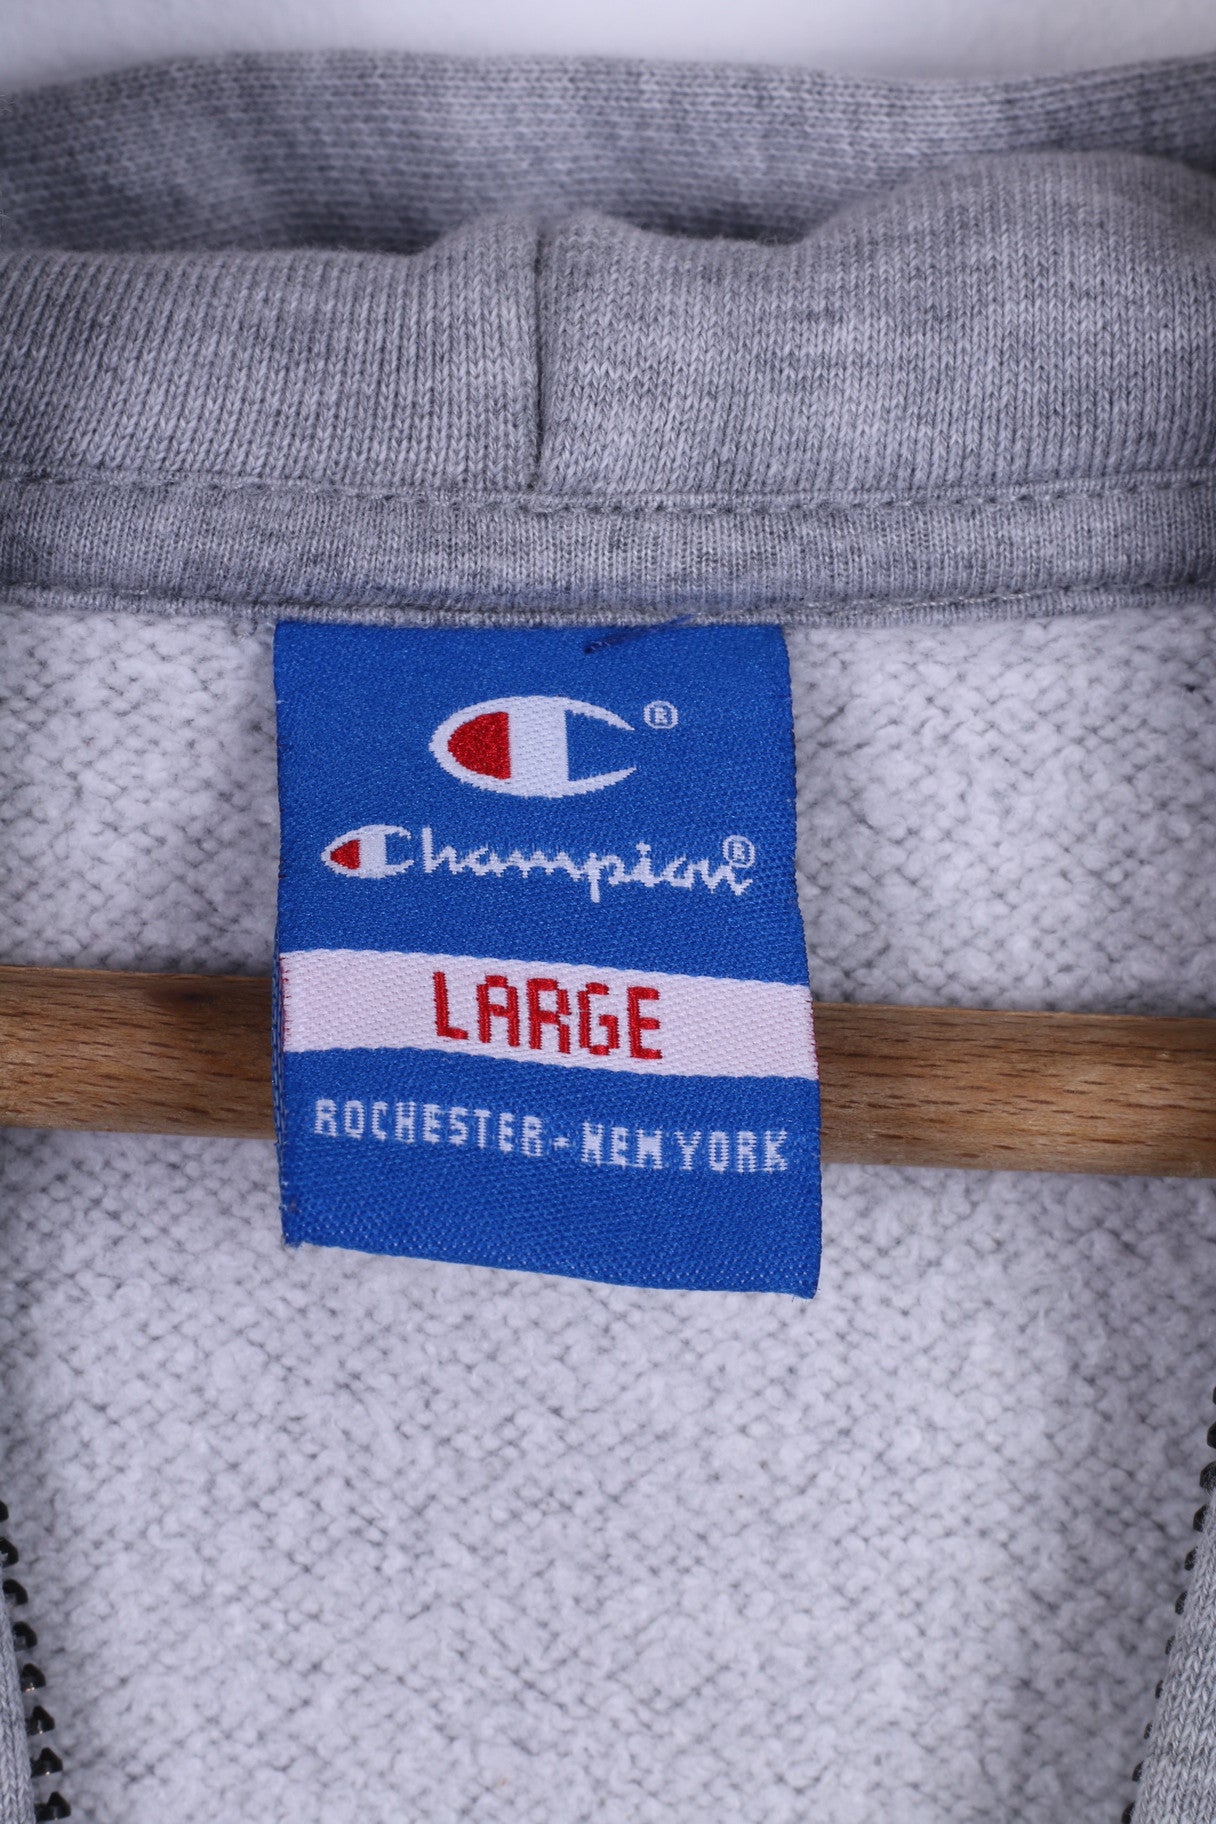 ®
Champion®
LARGE
ROCHESTER - NEW YORK